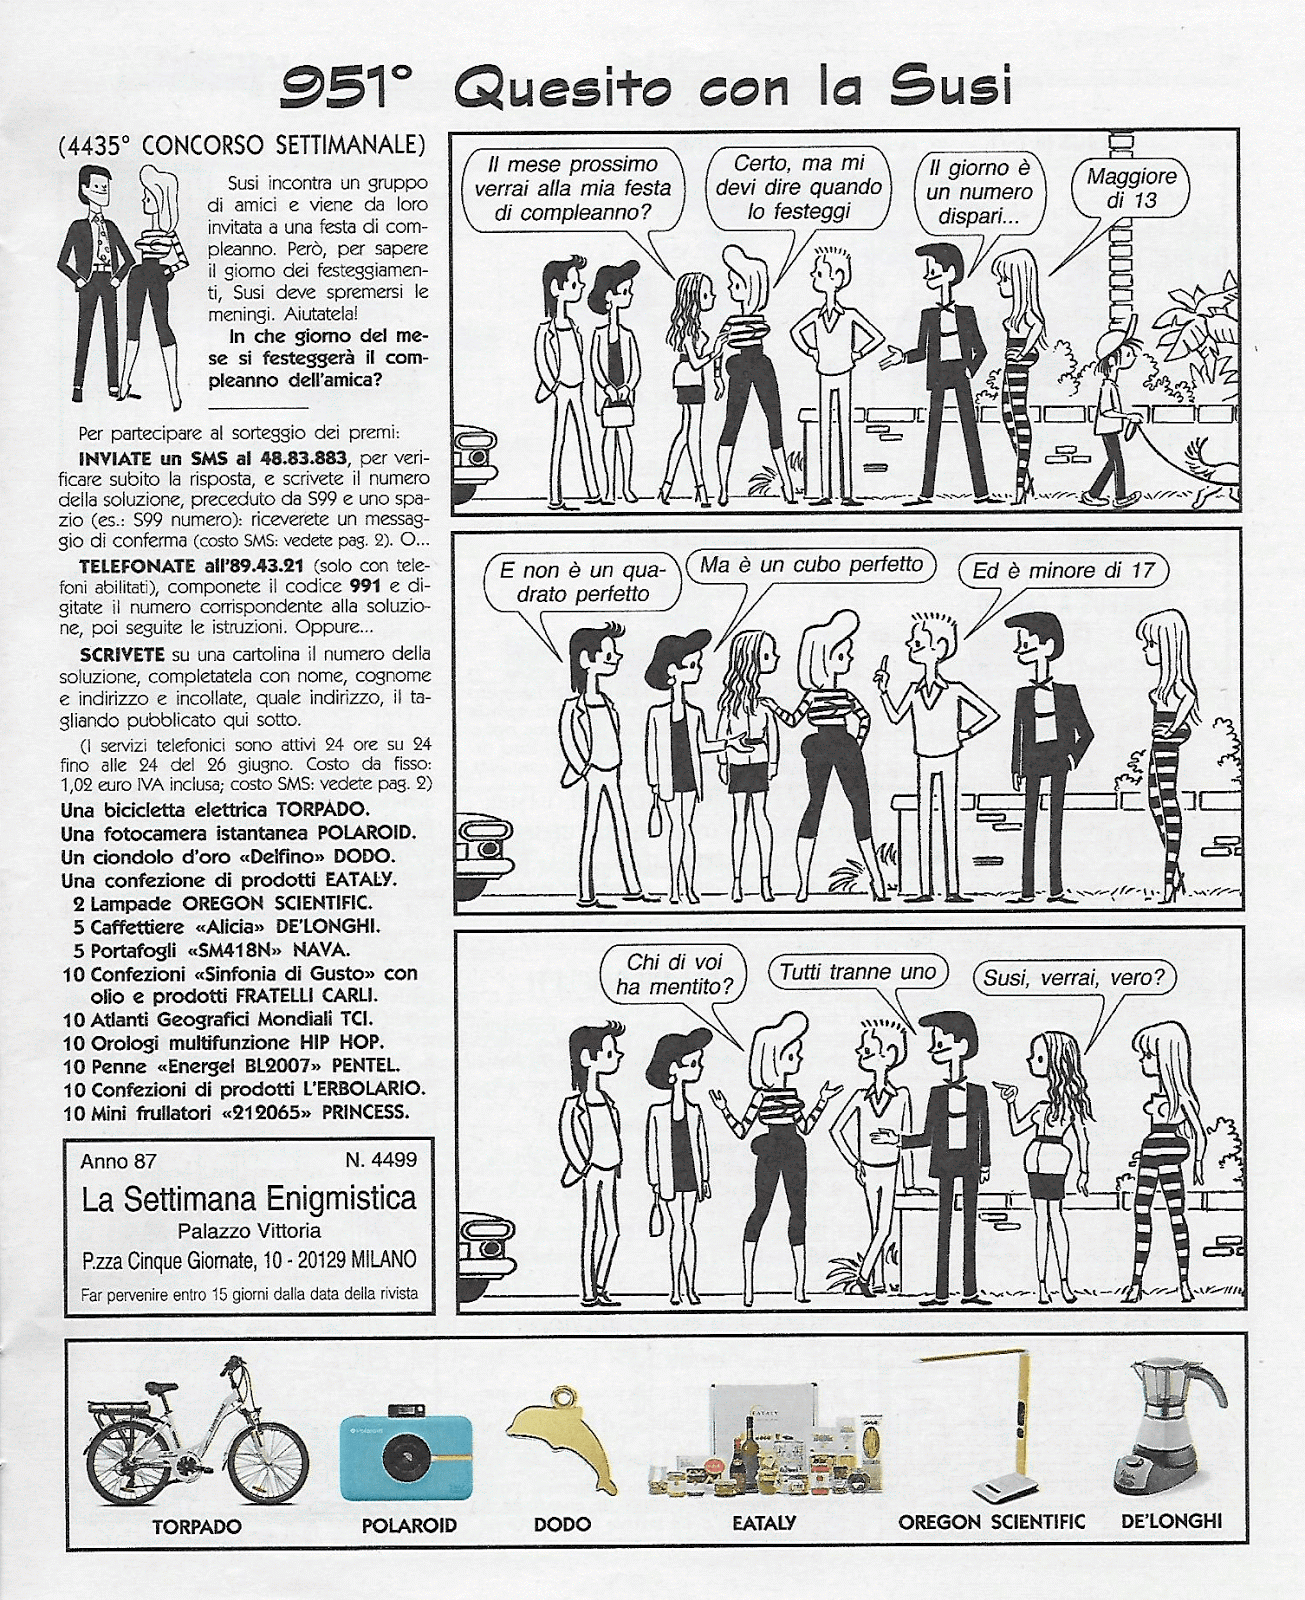 951° Quesito con la Susi
(4435° CONCORSO SETTIMANALE)
Susi incontra un gruppo
di amici e viene da loro
invitata a una festa di com-
pleanno. Però, per sapere
il giorno dei festeggiamen-
ti, Susi deve spremersi le
meningi. Aiutatela!
In che giorno del me-
se si festeggerà il com-
pleanno dell'amica?
Per partecipare al sorteggio dei premi:
INVIATE un SMS al 48.83.883, per veri-
ficare subito la risposta, e scrivete il numero
della soluzione, preceduto da S99 e uno spa-
zio (es.: S99 numero): riceverete un messag-
gio di conferma (costo SMS: vedete pag. 2). O...
TELEFONATE all'89.43.21 (solo con tele-
foni abilitati), componete il codice 991 e di-
gitate il numero corrispondente alla soluzio-
ne, poi seguite le istruzioni. Oppure...
SCRIVETE su una cartolina il numero della
soluzione, completatela con nome, cognome
e indirizzo e incollate, quale indirizzo, il ta-
gliando pubblicato qui sotto.
(I servizi telefonici sono attivi 24 ore su 24
fino alle 24 del 26 giugno. Costo da fisso:
1,02 euro IVA inclusa; costo SMS: vedete pag. 2)
Una bicicletta elettrica TORPADO.
Una fotocamera istantanea POLAROID.
Un ciondolo d'oro «Delfino» DODO.
Una confezione di prodotti EATALY.
2 Lampade OREGON SCIENTIFIC.
5 Caffettiere «Alicia» DE'LONGHI.
5 Portafogli «SM418N» NAVA.
10 Confezioni «Sinfonia di Gusto» con
olio e prodotti FRATELLI CARLI.
10 Atlanti Geografici Mondiali TCI.
10 Orologi multifunzione HIP HOP.
10 Penne «Energel BL2007» PENTEL.
10 Confezioni di prodotti L'ERBOLARIO.
10 Mini frullatori «212065» PRINCESS.
Anno 87 N. 4499
La Settimana Enigmistica
Palazzo Vittoria
P.zza Cinque Giornate, 10 - 20129 MILANO
Far pervenire entro 15 giorni dalla data della rivista
Il mese prossimo
verrai alla mia festa
di compleanno?
Certo, ma mi
devi dire quando
lo festeggi
Il giorno è
un numero
dispari...
Maggiore
di 13
E non è un qua-
drato perfetto
Ma è un cubo perfetto
Ed è minore di 17
Chi di voi
ha mentito?
Tutti tranne uno
Susi, verrai, vero?
EATALY
TORPADO
POLAROID
DODO
EATALY
OREGON SCIENTIFIC
DE'LONGHI